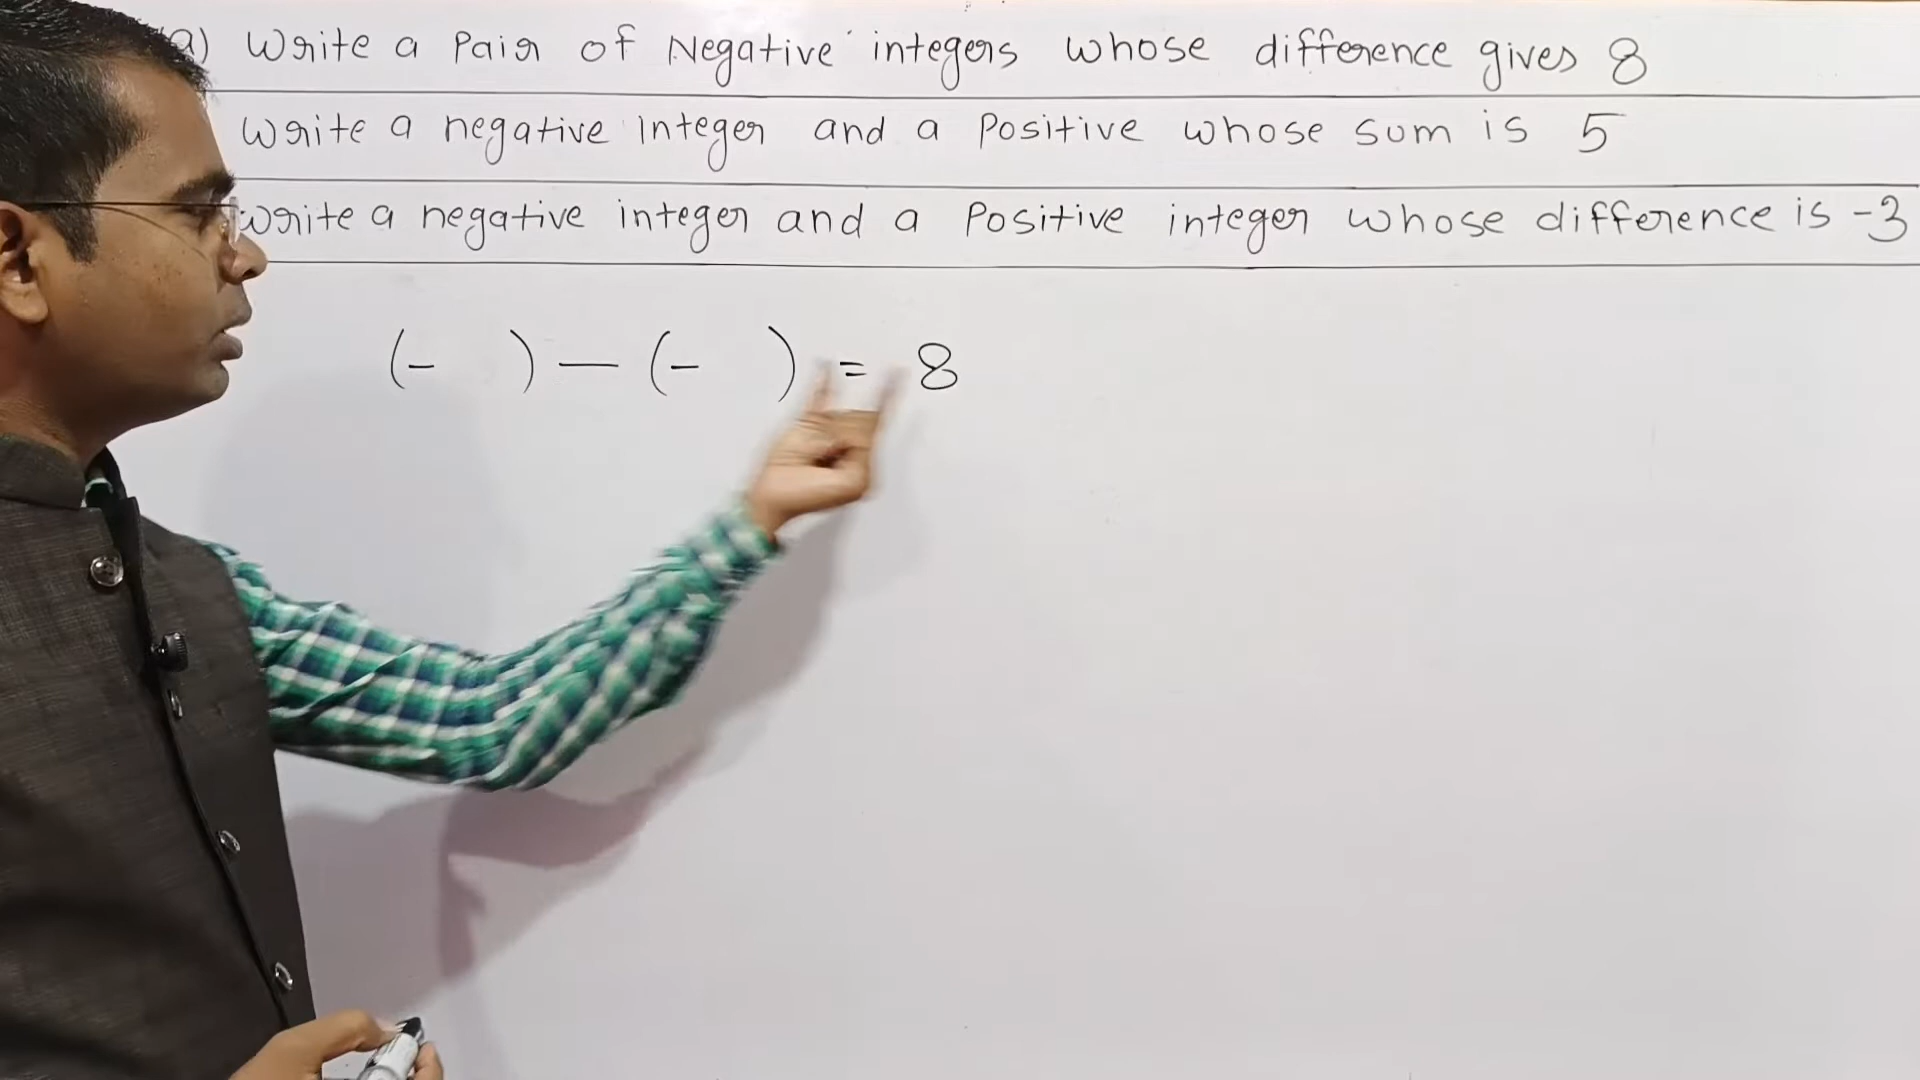 a) Write a Pair of Negative integers whose difference gives 8
write a negative integer and a Positive whose sum is 5
write a negative integer and a Positive integer whose difference is -3
(-   ) — (-   ) = 8